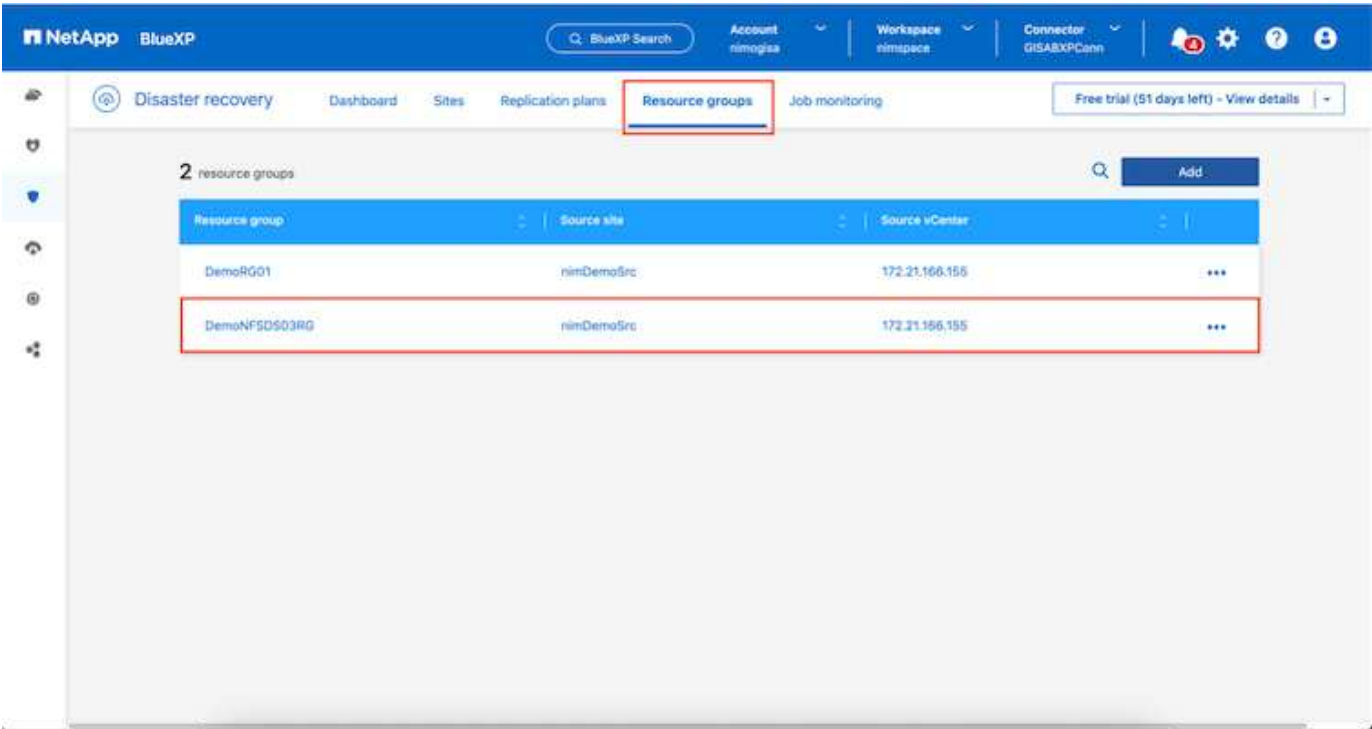 NetApp BlueXP
BlueXP Search
Account
nimogisa
Workspace
nimspace
Connector
GISABXPConn
4
Disaster recovery
Dashboard
Sites
Replication plans
Resource groups
Job monitoring
Free trial (51 days left) - View details
2 resource groups
Add
Resource group
Source site
Source vCenter
DemoRG01
nimDemoSrc
172.21.166.155
DemoNFSDS03RG
nimDemoSrc
172.21.166.155